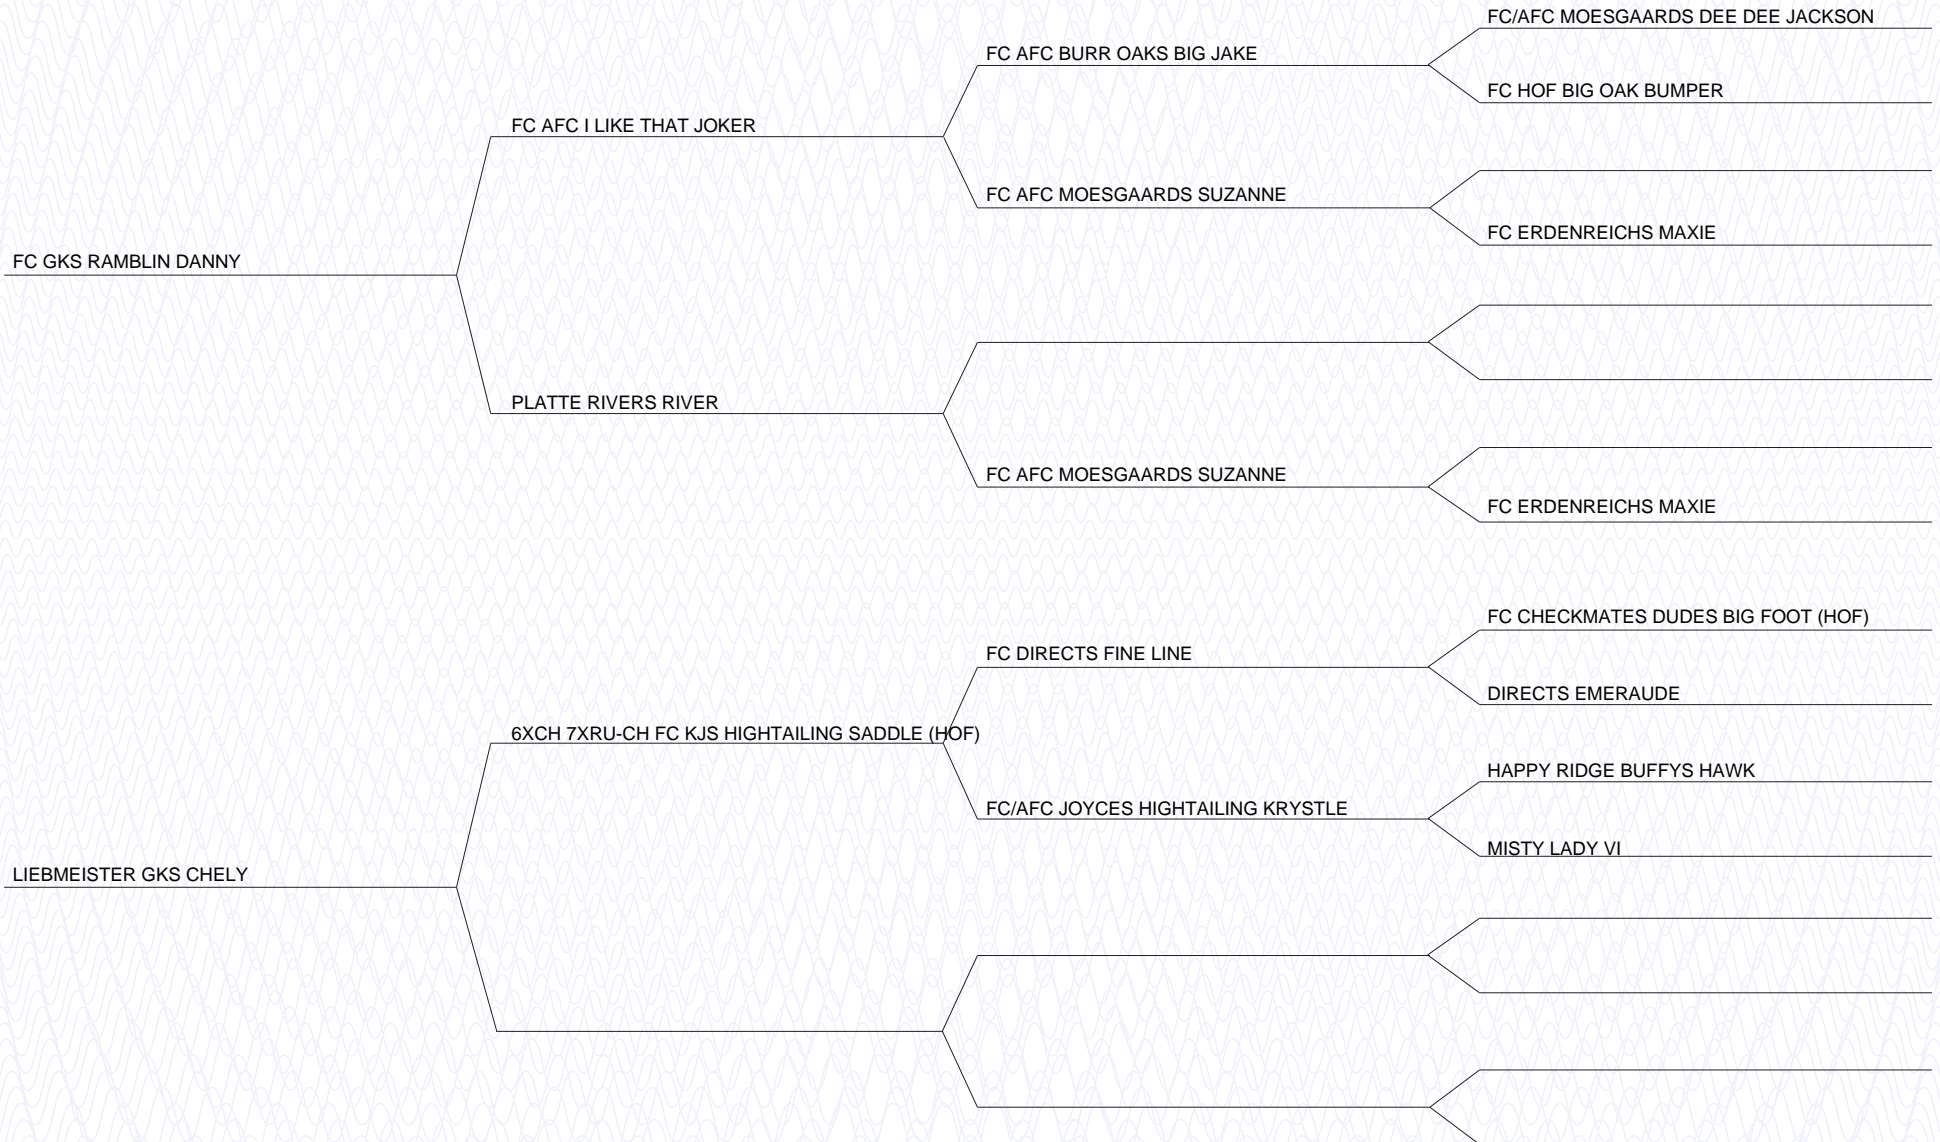 FC/AFC MOESGAARDS DEE DEE JACKSON
FC AFC BURR OAKS BIG JAKE
FC HOF BIG OAK BUMPER
FC AFC I LIKE THAT JOKER
FC AFC MOESGAARDS SUZANNE
FC ERDENREICHS MAXIE
FC GKS RAMBLIN DANNY
PLATTE RIVERS RIVER
FC AFC MOESGAARDS SUZANNE
FC ERDENREICHS MAXIE
FC CHECKMATES DUDES BIG FOOT (HOF)
FC DIRECTS FINE LINE
DIRECTS EMERAUDE
6XCH 7XRU-CH FC KJS HIGHTAILING SADDLE (HOF)
HAPPY RIDGE BUFFYS HAWK
FC/AFC JOYCES HIGHTAILING KRYSTLE
MISTY LADY VI
LIEBMEISTER GKS CHELY